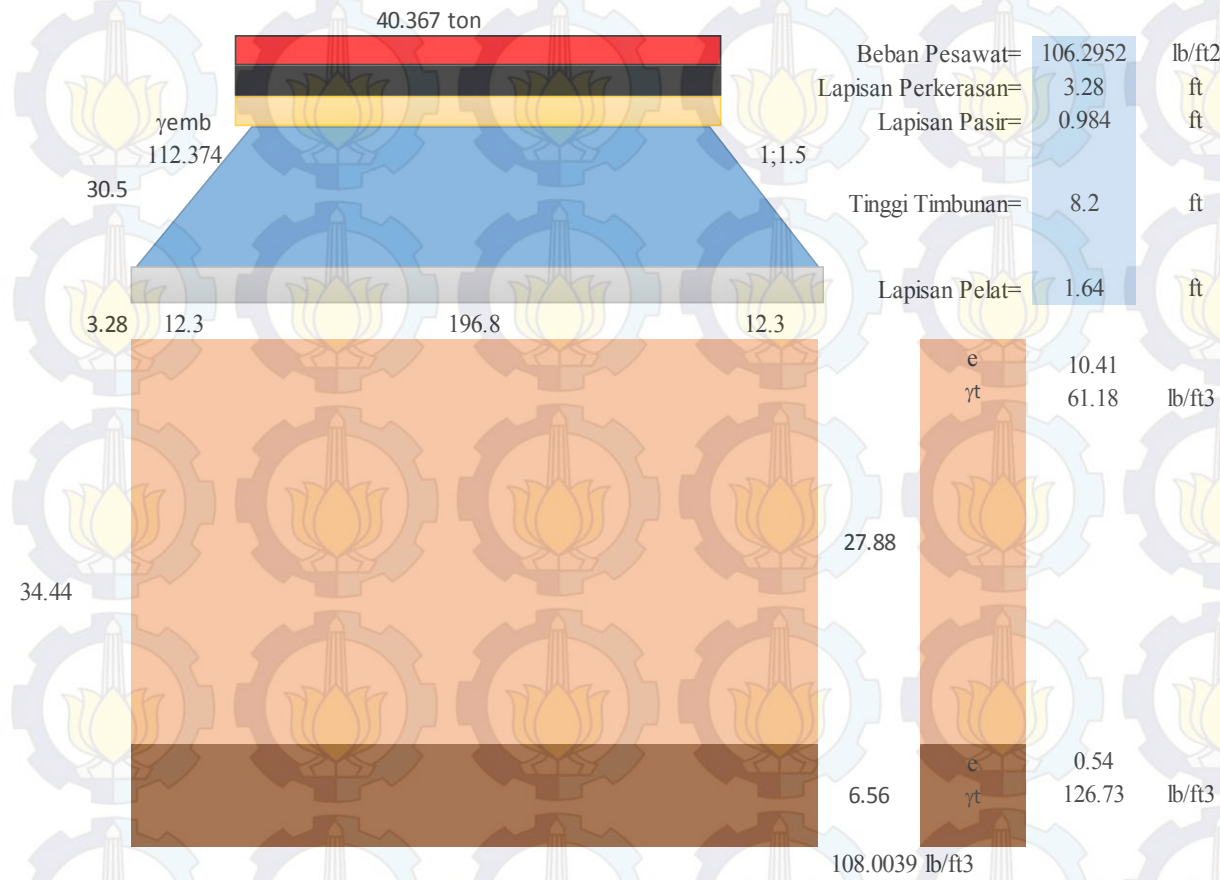 40.367 ton
Beban Pesawat= 106.2952 lb/ft2
Lapisan Perkerasan= 3.28 ft
Lapisan Pasir= 0.984 ft
γemb
112.374
1;1.5
30.5
Tinggi Timbunan= 8.2 ft
Lapisan Pelat= 1.64 ft
3.28 12.3 196.8 12.3
e 10.41
γt 61.18 lb/ft3
27.88
34.44
e 0.54
6.56 γt 126.73 lb/ft3
108.0039 lb/ft3